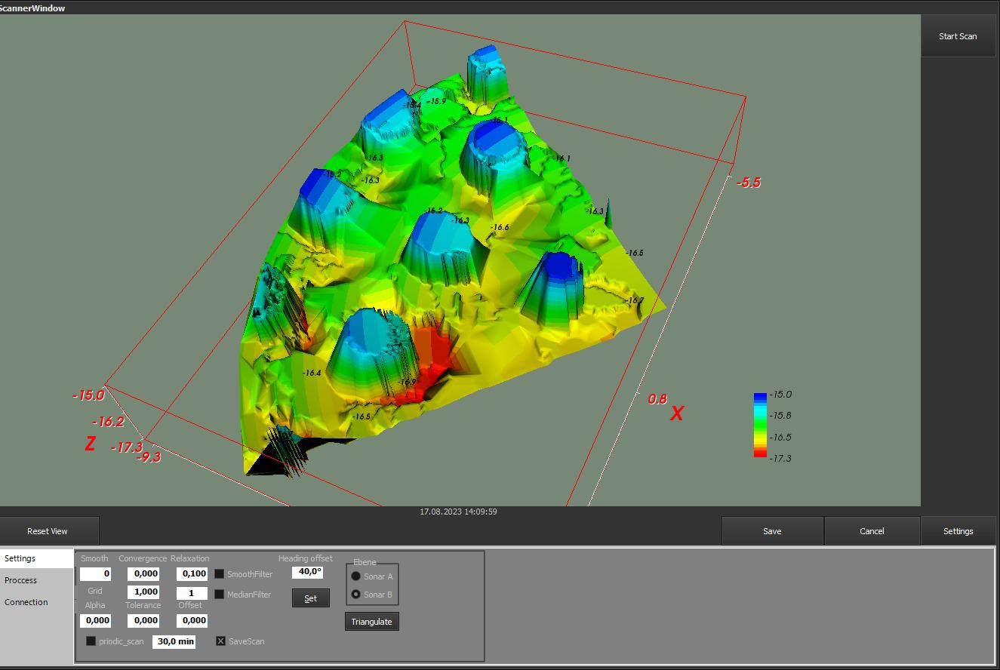 ScannerWindow
Start Scan
-15.4
-15.9
-15.1
-16.3
-16.1
-15.2
-16.3
-5.5
-15.2
-16.3
-16.3
-16.6
-16.5
-16.7
-16.4
-16.9
-16.5
-15.0
-16.2
Z
-17.3
-9.3
0.8
X
-15.0
-15.8
-16.5
-17.3
17.08.2023 14:09:59
Reset View
Save
Cancel
Settings
Settings
Proccess
Connection
Smooth Convergence Relaxation
0 0,000 0,100
SmoothFilter
Heading offset
40,0°
Ebene
Sonar A
Sonar B
Grid
1,000 1
MedianFilter
Set
Alpha Tolerance Offset
0,000 0,000 0,000
Triangulate
priodic_scan 30,0 min
SaveScan